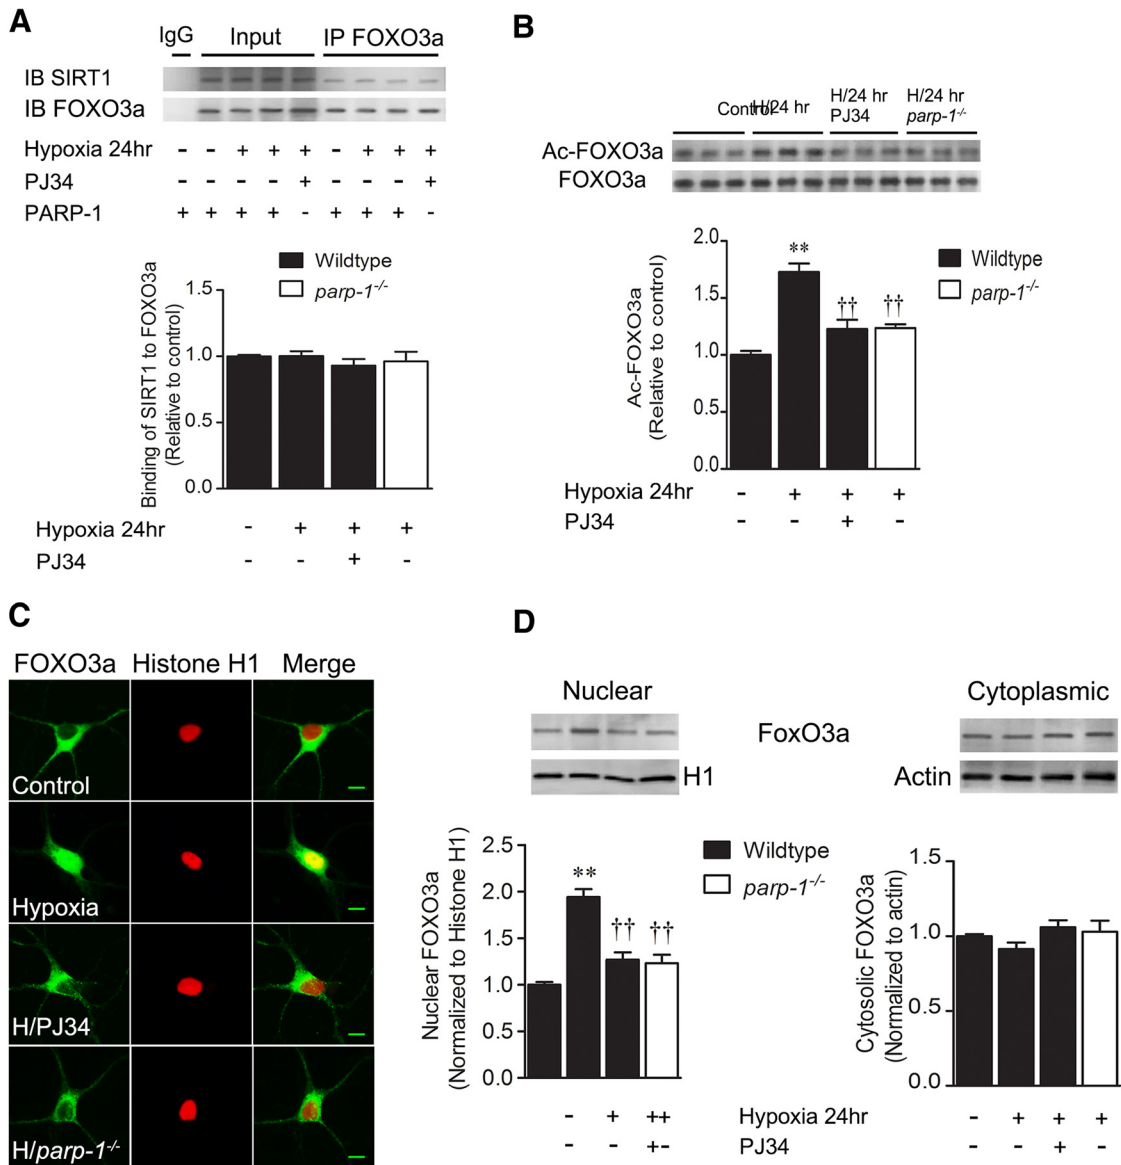 A
IgG Input IP FOXO3a
IB SIRT1
IB FOXO3a
Hypoxia 24hr - - + + + - + + +
PJ34 - - - - + - - - +
PARP-1 + + + + - + + + -
Wildtype
parp-1-/-
Binding of SIRT1 to FOXO3a
(Relative to control)
1.5
1.0
0.5
0.0
Hypoxia 24hr - + + +
PJ34 - - + -
B
Control H/24 hr H/24 hr PJ34 H/24 hr parp-1-/-
Ac-FOXO3a
FOXO3a
Ac-FOXO3a
(Relative to control)
2.0
1.5
1.0
0.5
0.0
** †† ††
Wildtype
parp-1-/-
Hypoxia 24hr - + + +
PJ34 - - + -
C
FOXO3a Histone H1 Merge
Control
Hypoxia
H/PJ34
H/parp-1-/-
D
Nuclear Cytoplasmic
FoxO3a
H1 Actin
Nuclear FOXO3a
(Normalized to Histone H1)
2.5
2.0
1.5
1.0
0.5
0.0
** †† ††
Wildtype
parp-1-/-
Cytosolic FOXO3a
(Normalized to actin)
1.5
1.0
0.5
0.0
- + ++ Hypoxia 24hr - + + +
- - +- PJ34 - - + -